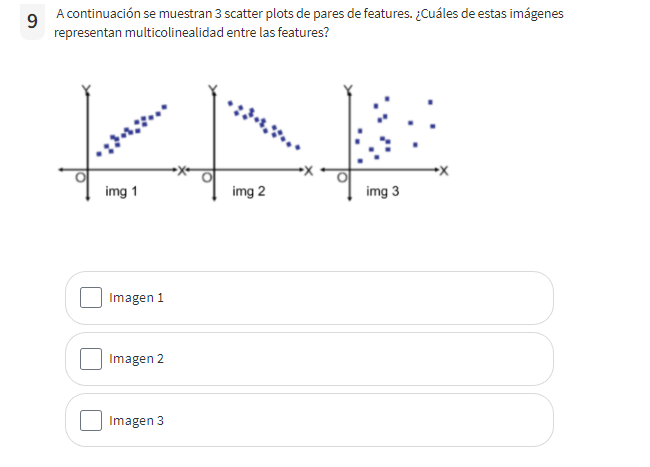 9
A continuación se muestran 3 scatter plots de pares de features. ¿Cuáles de estas imágenes
representan multicolinealidad entre las features?
Y Y Y
O X O X O X
img 1 img 2 img 3
Imagen 1
Imagen 2
Imagen 3